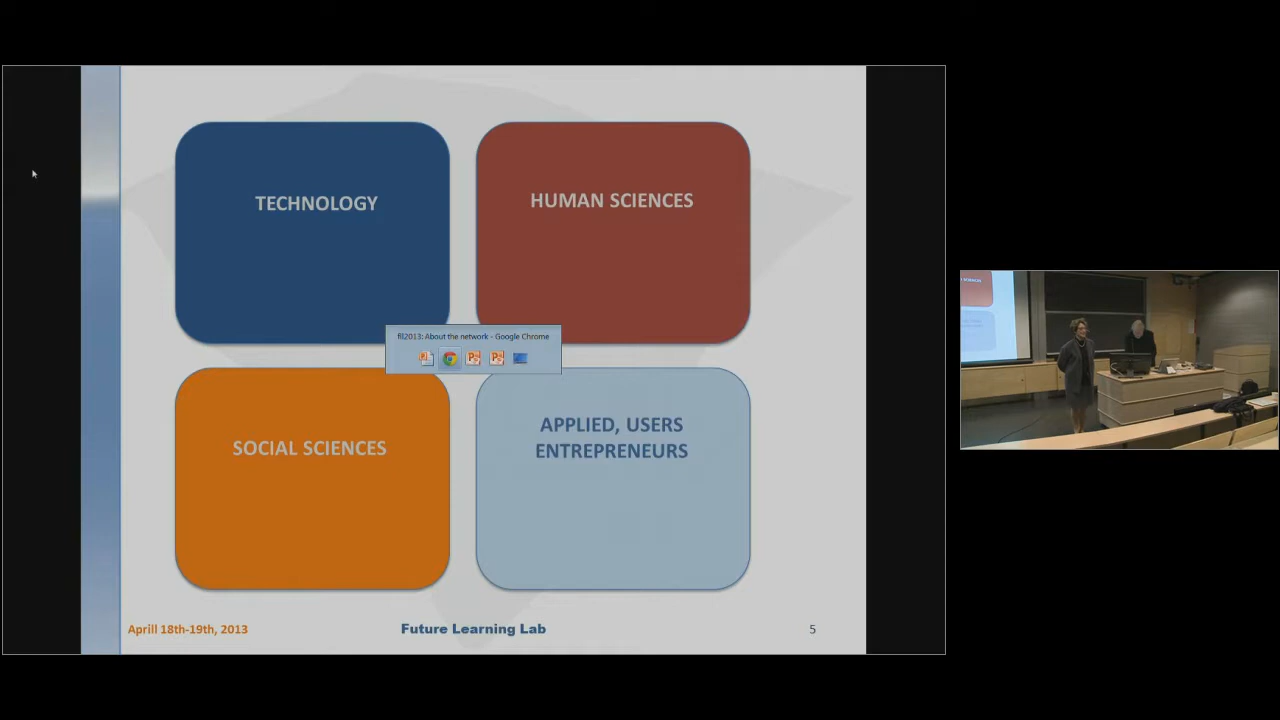 TECHNOLOGY
HUMAN SCIENCES
fll2013: About the network - Google Chrome
SOCIAL SCIENCES
APPLIED, USERS
ENTREPRENEURS
Aprill 18th-19th, 2013
Future Learning Lab
5